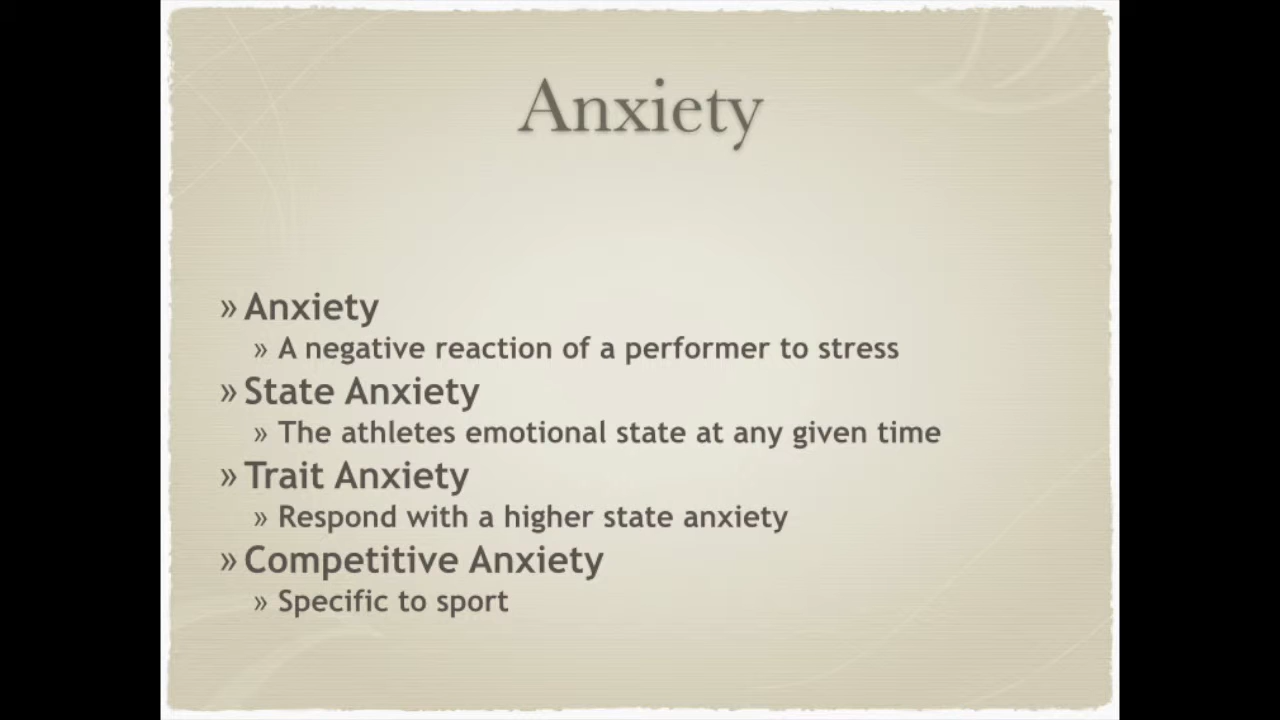 Anxiety
» Anxiety
» A negative reaction of a performer to stress
» State Anxiety
» The athletes emotional state at any given time
» Trait Anxiety
» Respond with a higher state anxiety
» Competitive Anxiety
» Specific to sport